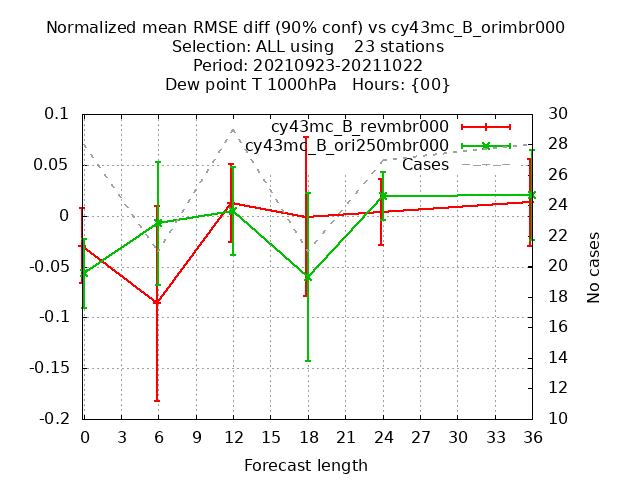 Normalized mean RMSE diff (90% conf) vs cy43mc_B_orimbr000
Selection: ALL using    23 stations
Period: 20210923-20211022
Dew point T 1000hPa   Hours: {00}
cy43mc_B_revmbr000
cy43mc_B_ori250mbr000
Cases
0.1
0.05
0
-0.05
-0.1
-0.15
-0.2
30
28
26
24
22
20
18
16
14
12
10
No cases
0 3 6 9 12 15 18 21 24 27 30 33 36
Forecast length